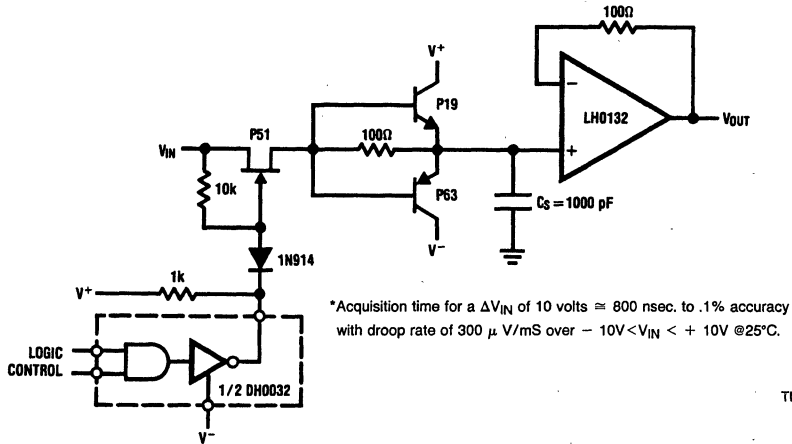 100Ω
V+
P19
−
LH0132
VOUT
+
P51
100Ω
VIN
10k
P63
CS = 1000 pF
V−
1N914
1k
V+
*Acquisition time for a ΔVIN of 10 volts ≅ 800 nsec. to .1% accuracy
with droop rate of 300 μ V/mS over − 10V<VIN < + 10V @25°C.
LOGIC
CONTROL
1/2 DH0032
V−